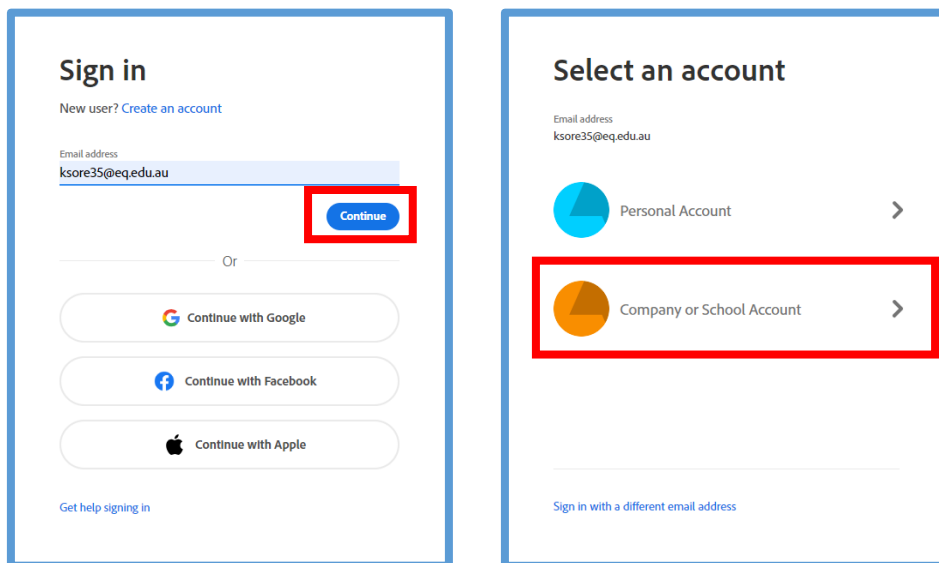 Sign in
New user? Create an account
Email address
ksore35@eq.edu.au
Continue
Or
Continue with Google
Continue with Facebook
Continue with Apple
Get help signing in
Select an account
Email address
ksore35@eq.edu.au
Personal Account
Company or School Account
Sign in with a different email address